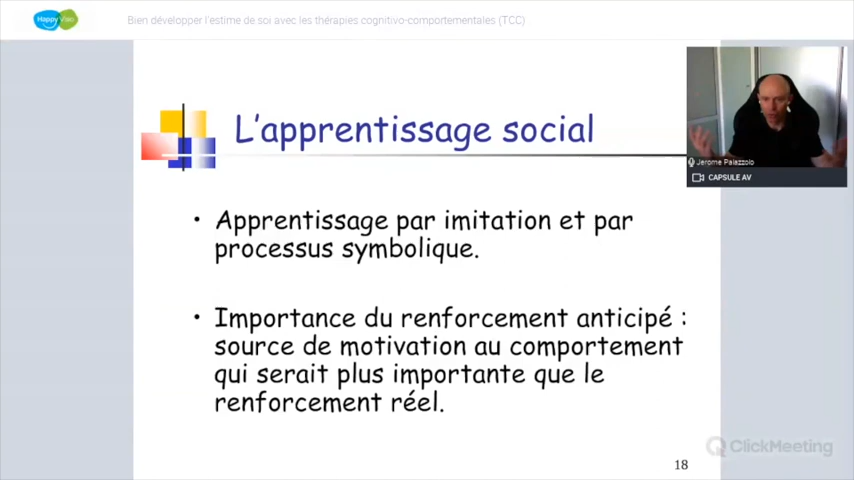 Happy Visio
Bien développer l'estime de soi avec les thérapies cognitivo-comportementales (TCC)
L'apprentissage social
Jerome Palazzolo
CAPSULE AV
• Apprentissage par imitation et par
processus symbolique.
• Importance du renforcement anticipé :
source de motivation au comportement
qui serait plus importante que le
renforcement réel.
ClickMeeting
18